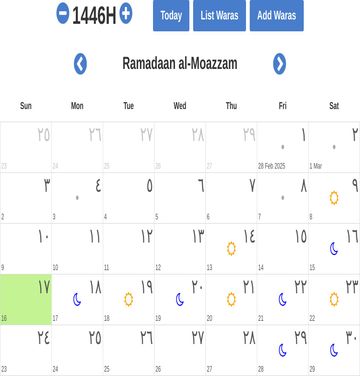 1446H
Today List Waras Add Waras
Ramadaan al-Moazzam
Sun Mon Tue Wed Thu Fri Sat
٢٥ ٢٦ ٢٧ ٢٨ ٢٩ ١ ٢
23 24 25 26 27 28 Feb 2025 1 Mar
٣ ٤ ٥ ٦ ٧ ٨ ٩
2 3 4 5 6 7 8
١٠ ١١ ١٢ ١٣ ١٤ ١٥ ١٦
9 10 11 12 13 14 15
١٧ ١٨ ١٩ ٢٠ ٢١ ٢٢ ٢٣
16 17 18 19 20 21 22
٢٤ ٢٥ ٢٦ ٢٧ ٢٨ ٢٩ ٣٠
23 24 25 26 27 28 29